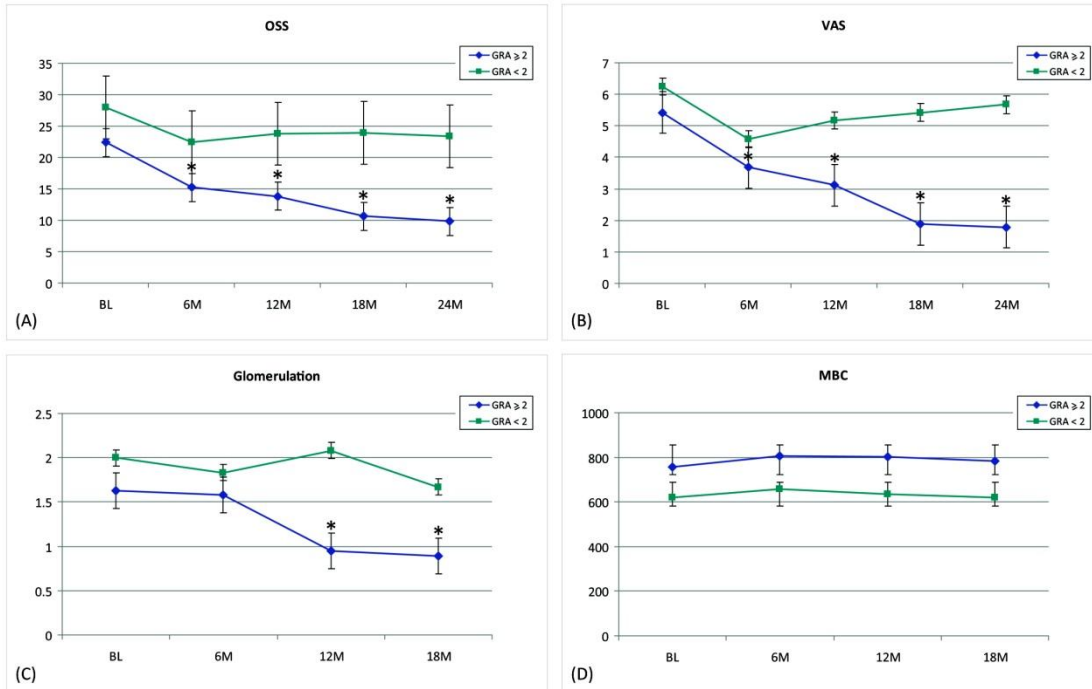 OSS
GRA ⩾ 2
GRA < 2
35
30
25
20
15
10
5
0
*
*
*
*
BL 6M 12M 18M 24M
(A)
VAS
GRA ⩾ 2
GRA < 2
7
6
5
4
3
2
1
0
*
*
*
*
BL 6M 12M 18M 24M
(B)
Glomerulation
GRA ⩾ 2
GRA < 2
2.5
2
1.5
1
0.5
0
*
*
BL 6M 12M 18M
(C)
MBC
GRA ⩾ 2
GRA < 2
1000
800
600
400
200
0
BL 6M 12M 18M
(D)